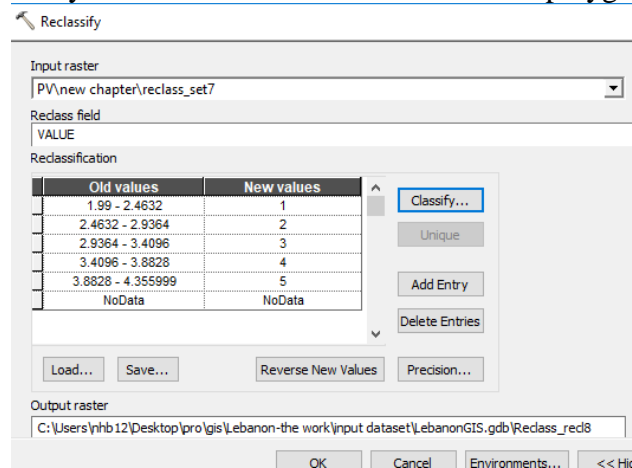 Reclassify
Input raster
PV\new chapter\reclass_set7
Reclass field
VALUE
Reclassification
Old values New values
1.99 - 2.4632 1
2.4632 - 2.9364 2
2.9364 - 3.4096 3
3.4096 - 3.8828 4
3.8828 - 4.355999 5
NoData NoData
Classify...
Unique
Add Entry
Delete Entries
Load... Save... Reverse New Values Precision...
Output raster
C:\Users\nhb12\Desktop\pro\gis\Lebanon-the work\input dataset\LebanonGIS.gdb\Reclass_recl8
OK Cancel Environments... << Hid